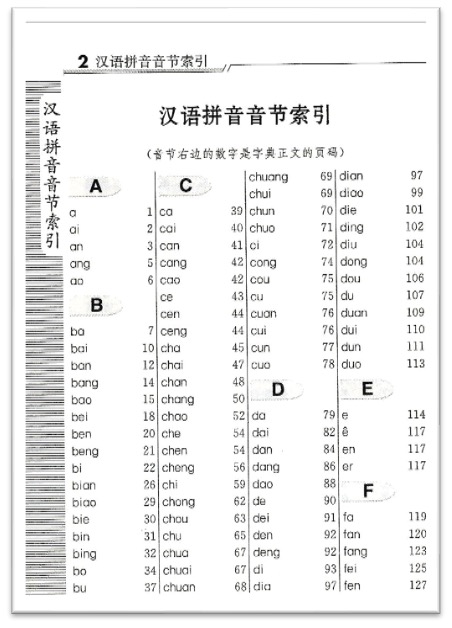 2 汉语拼音音节索引
汉语拼音音节索引
汉语拼音音节索引
(音节右边的数字是字典正文的页码)
A
a 1
ai 2
an 3
ang 5
ao 6
B
ba 7
bai 10
ban 12
bang 14
bao 15
bei 18
ben 20
beng 21
bi 22
bian 26
biao 29
bie 30
bin 31
bing 32
bo 34
bu 37
C
ca 39
cai 40
can 41
cang 42
cao 42
ce 43
cen 44
ceng 44
cha 45
chai 47
chan 48
chang 50
chao 52
che 54
chen 54
cheng 56
chi 59
chong 62
chou 63
chu 65
chua 67
chuai 67
chuan 68
chuang 69
chui 69
chun 70
chuo 71
ci 72
cong 74
cou 75
cu 75
cuan 76
cui 76
cun 77
cuo 78
D
da 79
dai 82
dan 84
dang 86
dao 88
de 90
dei 91
den 92
deng 92
di 93
dia 97
dian 97
diao 99
die 101
ding 102
diu 104
dong 104
dou 106
du 107
duan 109
dui 110
dun 111
duo 113
E
e 114
ê 117
en 117
er 117
F
fa 119
fan 120
fang 123
fei 125
fen 127